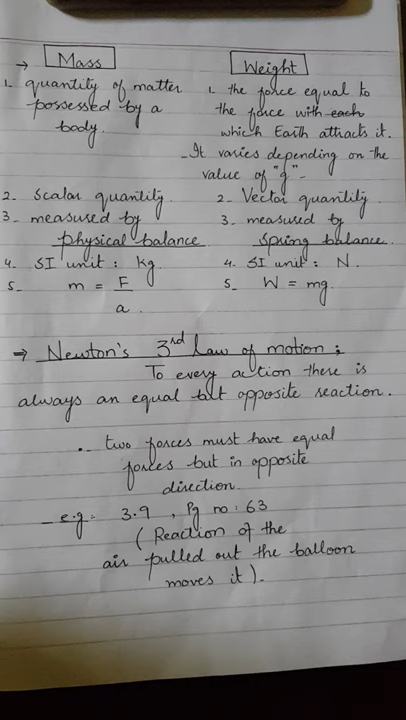 → Mass
1. quantity of matter
possessed by a
body.
2. Scalar quantity.
3. measured by
physical balance
4. SI unit : kg
5. m = F
a.
Weight
1. the force equal to
the force with each
which Earth attracts it.
- It varies depending on the
value of "g" -
2. Vector quantity.
3. measured by
spring balance.
4. SI unit : N.
5. W = mg.
→ Newton's 3rd Law of motion :
To every action there is
always an equal but opposite reaction.
.. two forces must have equal
forces but in opposite
direction.
- e.g: 3.9 , Pg no: 63
( Reaction of the
air pulled out the balloon
moves it ).